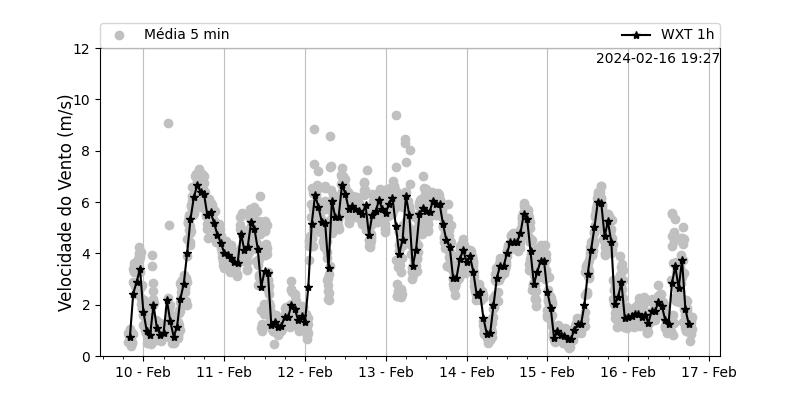 Média 5 min
WXT 1h
2024-02-16 19:27
Velocidade do Vento (m/s)
12
10
8
6
4
2
0
10 - Feb
11 - Feb
12 - Feb
13 - Feb
14 - Feb
15 - Feb
16 - Feb
17 - Feb